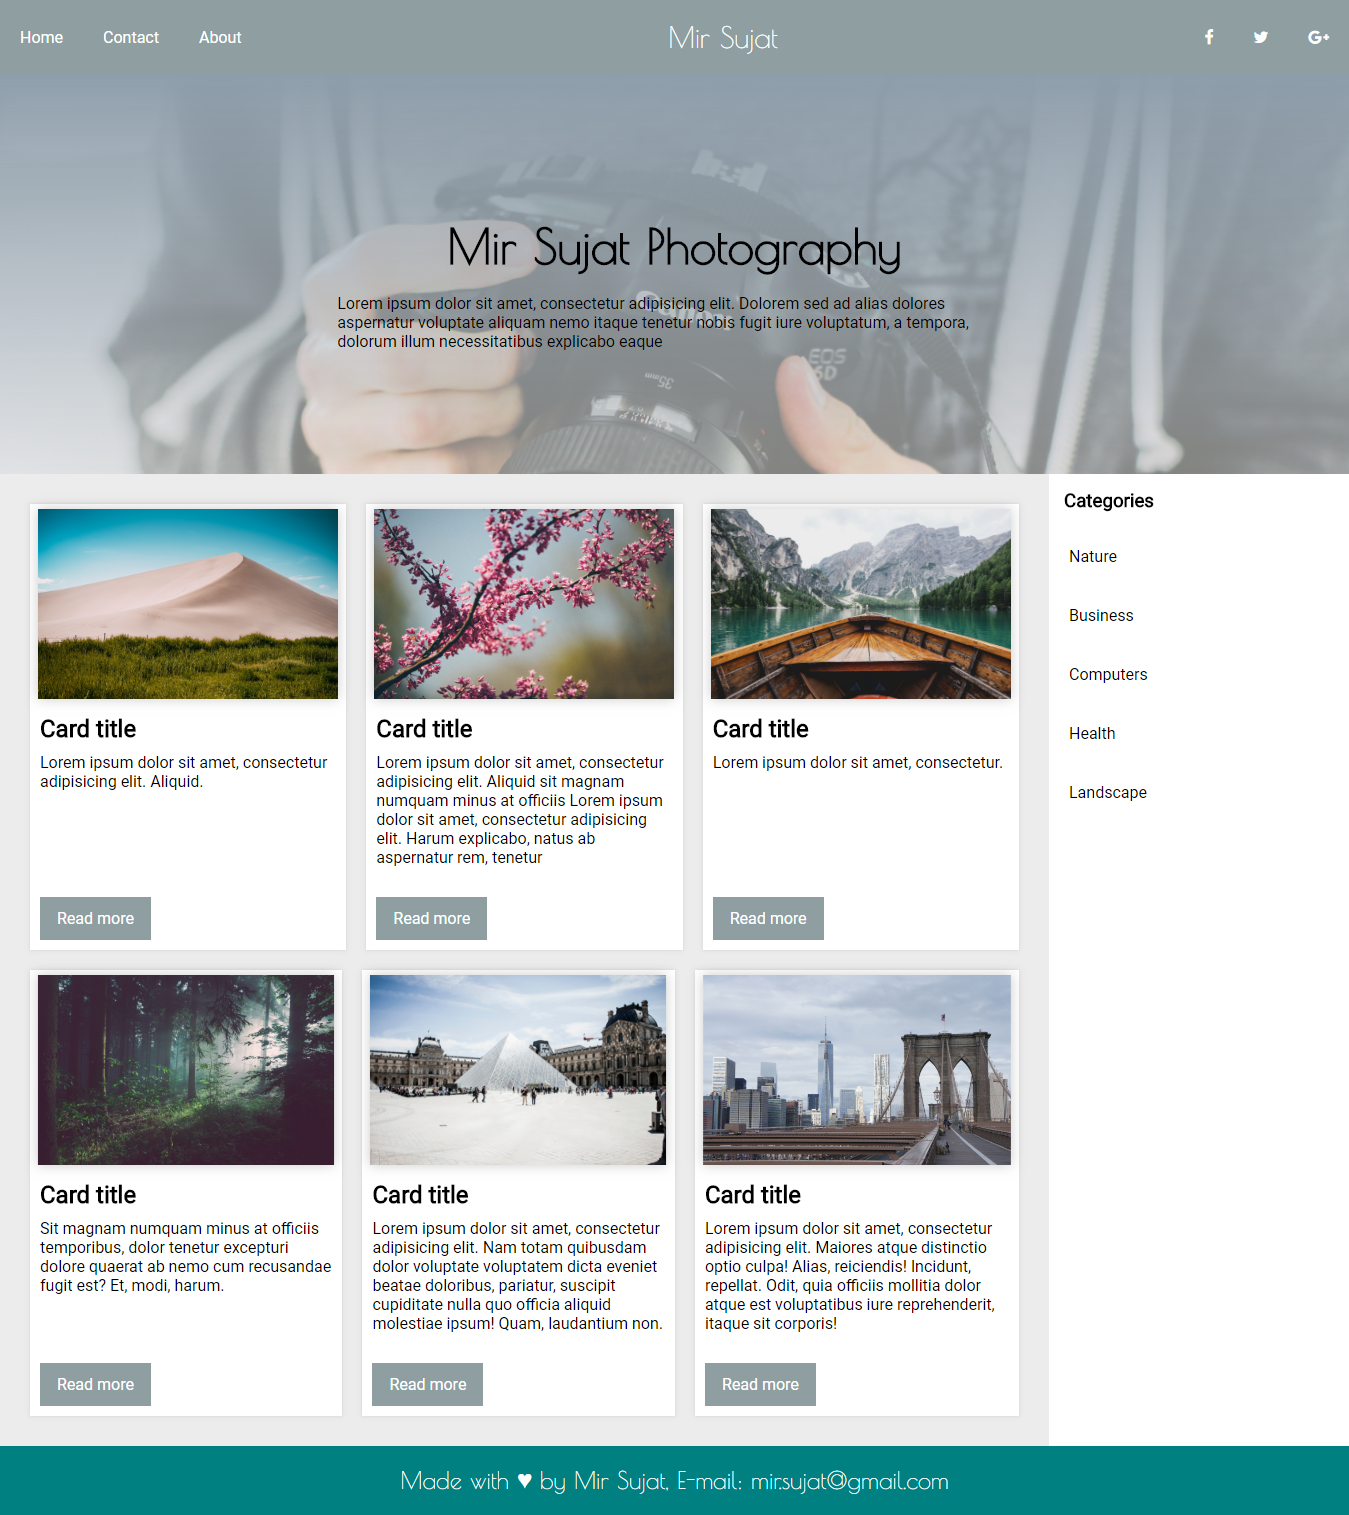 Home
Contact
About
Mir Sujat
Mir Sujat Photography
Lorem ipsum dolor sit amet, consectetur adipisicing elit. Dolorem sed ad alias dolores
aspernatur voluptate aliquam nemo itaque tenetur nobis fugit iure voluptatum, a tempora,
dolorum illum necessitatibus explicabo eaque
Canon
EOS
6D
35mm
Card title
Lorem ipsum dolor sit amet, consectetur
adipisicing elit. Aliquid.
Read more
Card title
Lorem ipsum dolor sit amet, consectetur
adipisicing elit. Aliquid sit magnam
numquam minus at officiis Lorem ipsum
dolor sit amet, consectetur adipisicing
elit. Harum explicabo, natus ab
aspernatur rem, tenetur
Read more
Card title
Lorem ipsum dolor sit amet, consectetur.
Read more
Card title
Sit magnam numquam minus at officiis
temporibus, dolor tenetur excepturi
dolore quaerat ab nemo cum recusandae
fugit est? Et, modi, harum.
Read more
Card title
Lorem ipsum dolor sit amet, consectetur
adipisicing elit. Nam totam quibusdam
dolor voluptate voluptatem dicta eveniet
beatae doloribus, pariatur, suscipit
cupiditate nulla quo officia aliquid
molestiae ipsum! Quam, laudantium non.
Read more
Card title
Lorem ipsum dolor sit amet, consectetur
adipisicing elit. Maiores atque distinctio
optio culpa! Alias, reiciendis! Incidunt,
repellat. Odit, quia officiis mollitia dolor
atque est voluptatibus iure reprehenderit,
itaque sit corporis!
Read more
Categories
Nature
Business
Computers
Health
Landscape
Made with ♥ by Mir Sujat, E-mail: mir.sujat@gmail.com